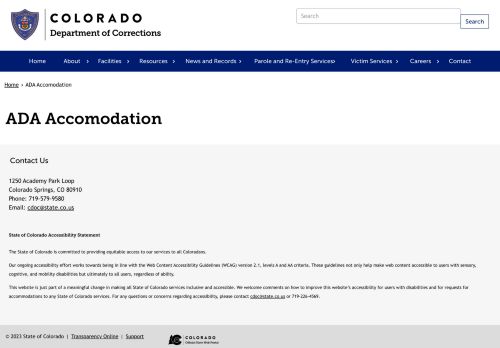 COLORADO
Department of Corrections
Search
Search
Home About Facilities Resources News and Records Parole and Re-Entry Services Victim Services Careers Contact
Home › ADA Accomodation
ADA Accomodation
Contact Us
1250 Academy Park Loop
Colorado Springs, CO 80910
Phone: 719-579-9580
Email: cdoc@state.co.us
State of Colorado Accessibility Statement
The State of Colorado is committed to providing equitable access to our services to all Coloradans.
Our ongoing accessibility effort works towards being in line with the Web Content Accessibility Guidelines (WCAG) version 2.1, levels A and AA criteria. These guidelines not only help make web content accessible to users with sensory,
cognitive, and mobility disabilities but ultimately to all users, regardless of ability.
This website is just part of a meaningful change in making all State of Colorado services inclusive and accessible. We welcome comments on how to improve this website's accessibility for users with disabilities and for requests for
accommodations to any State of Colorado services. For any questions or concerns regarding accessibility, please contact cdoc@state.co.us or 719-226-4569.
© 2023 State of Colorado | Transparency Online | Support
COLORADO
Official State Web Portal